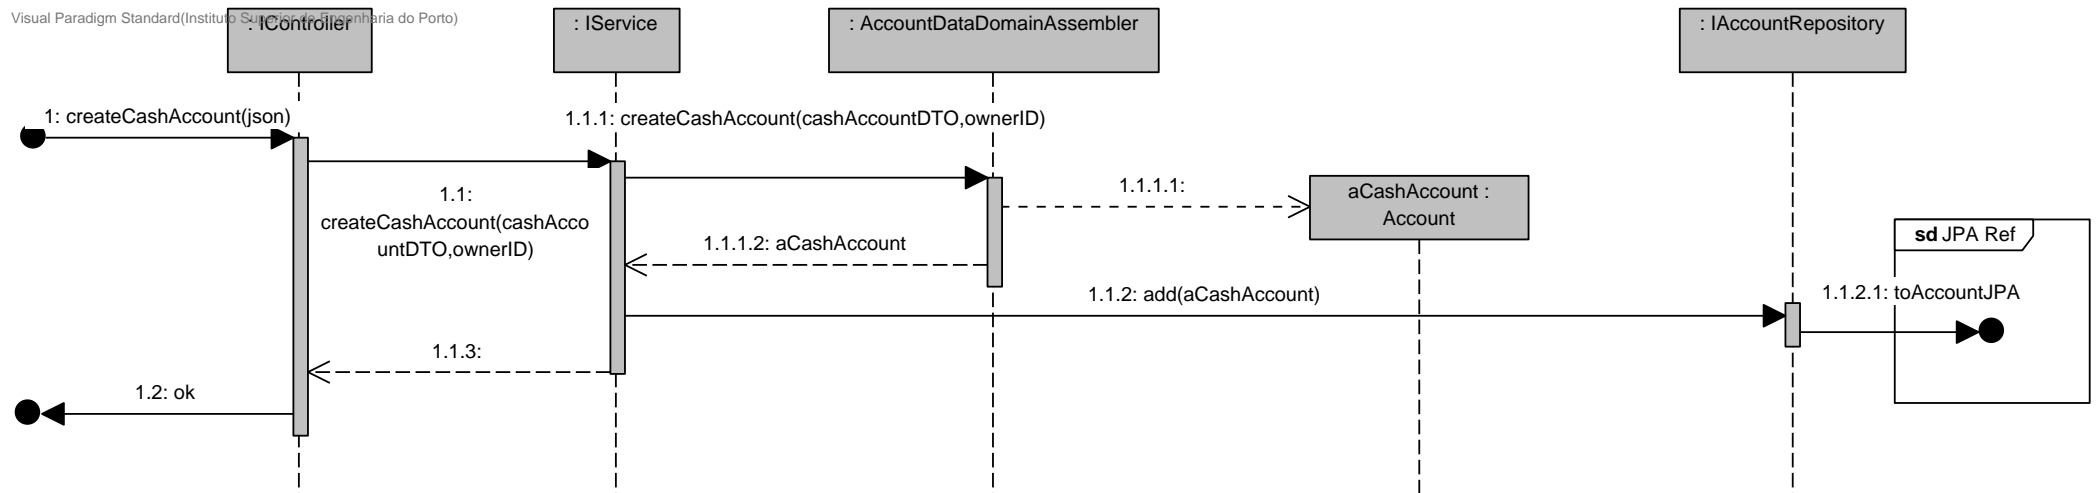 Visual Paradigm Standard(Instituto Superior de Engenharia do Porto)
: IController
: IService
: AccountDataDomainAssembler
: IAccountRepository
1: createCashAccount(json)
1.1.1: createCashAccount(cashAccountDTO,ownerID)
1.1:
createCashAccount(cashAcco
untDTO,ownerID)
1.1.1.1:
aCashAccount :
Account
1.1.1.2: aCashAccount
sd JPA Ref
1.1.2: add(aCashAccount)
1.1.2.1: toAccountJPA
1.1.3:
1.2: ok